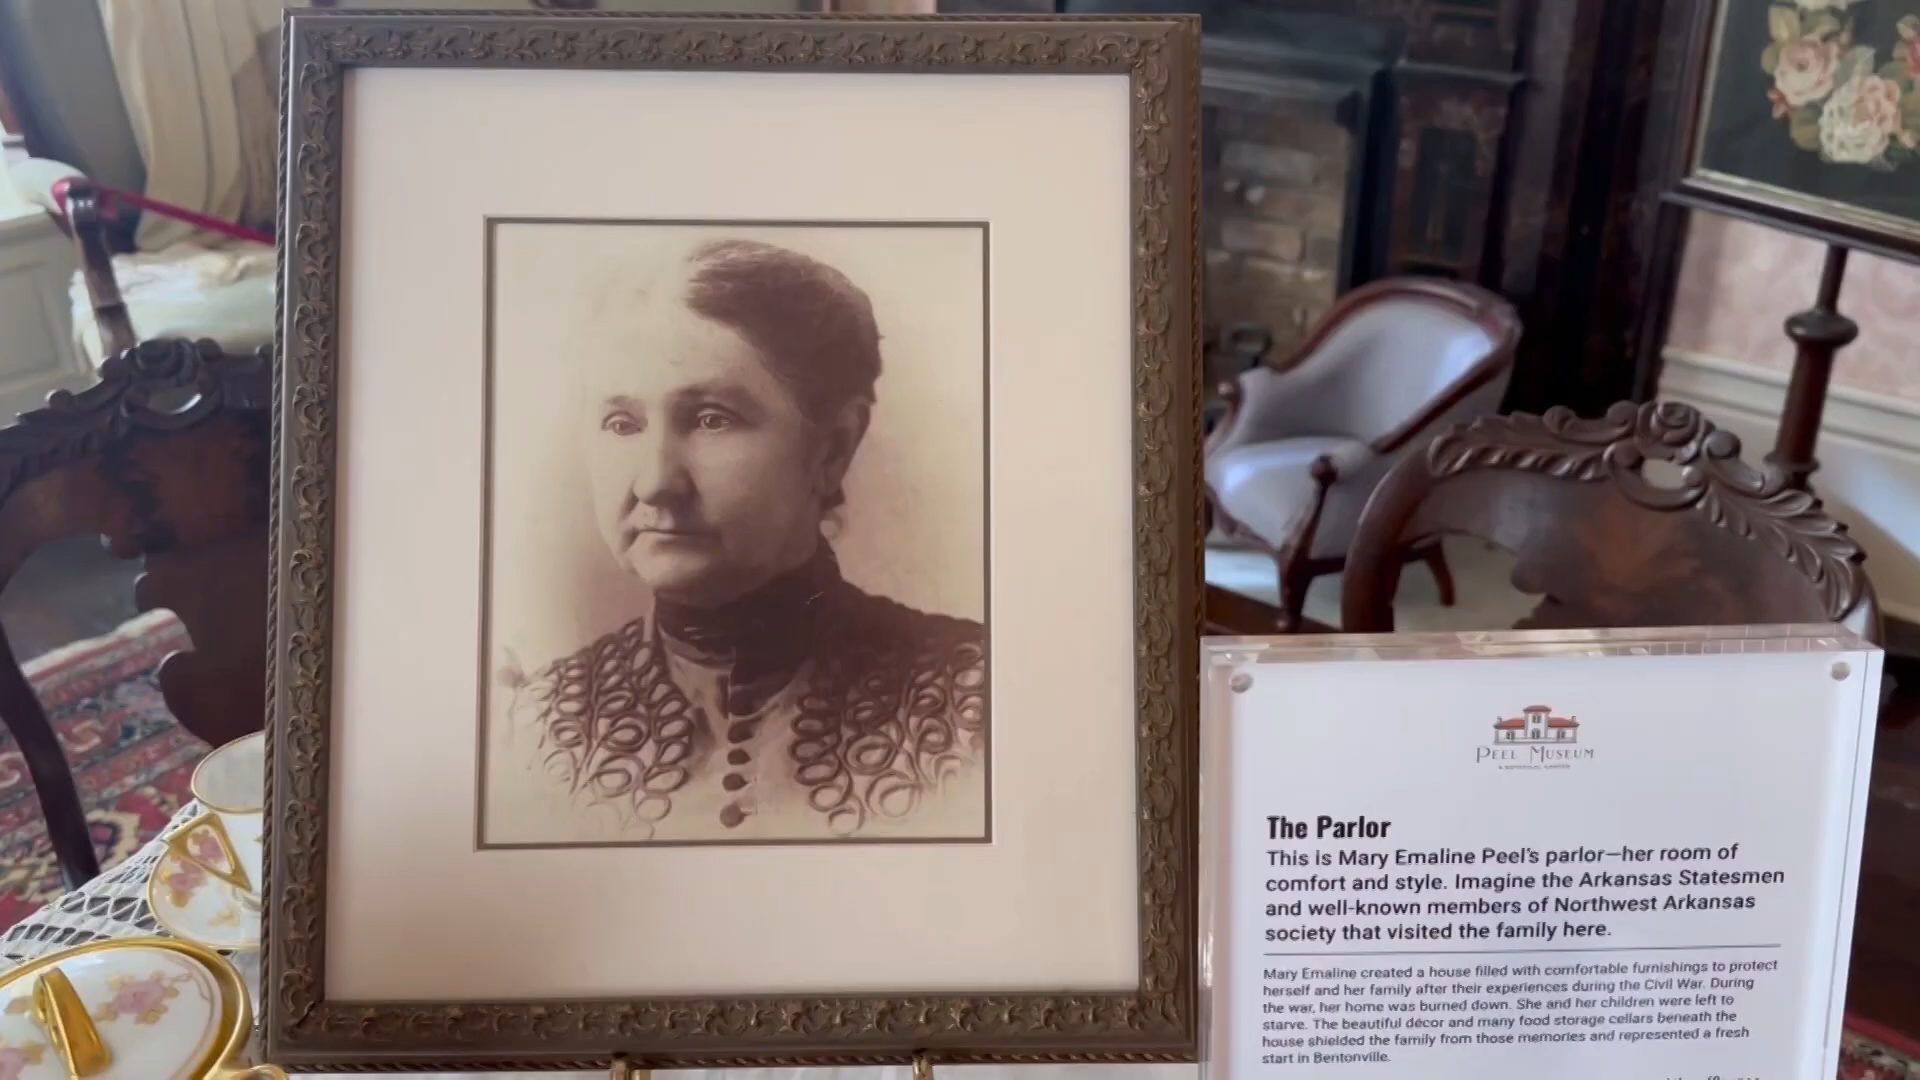 PEEL MUSEUM
The Parlor
This is Mary Emaline Peel's parlor—her room of
comfort and style. Imagine the Arkansas Statesmen
and well-known members of Northwest Arkansas
society that visited the family here.
Mary Emaline created a house filled with comfortable furnishings to protect
herself and her family after their experiences during the Civil War. During
the war, her home was burned down. She and her children were left to
starve. The beautiful décor and many food storage cellars beneath the
house shielded the family from those memories and represented a fresh
start in Bentonville.